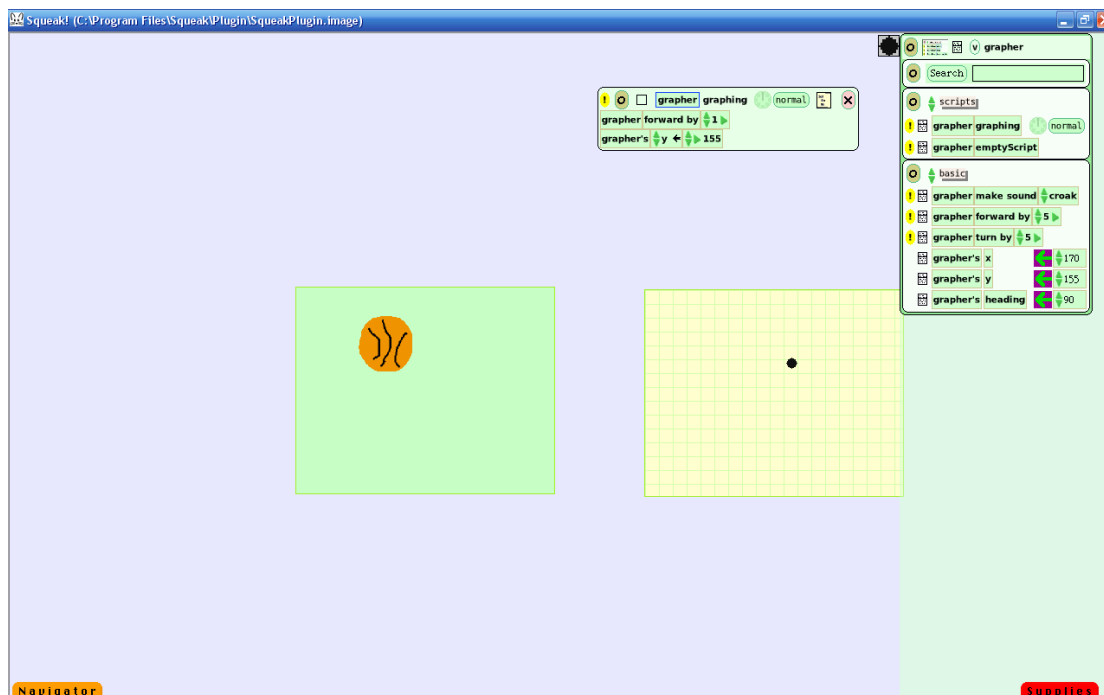 Squeak! (C:\Program Files\Squeak\Plugin\SqueakPlugin.image)
v grapher
Search
! grapher graphing normal
grapher forward by 1
grapher's y ← 155
scripts
! grapher graphing normal
! grapher emptyScript
basic
! grapher make sound croak
! grapher forward by 5
! grapher turn by 5
grapher's x 170
grapher's y 155
grapher's heading 90
Navigator
Supplies